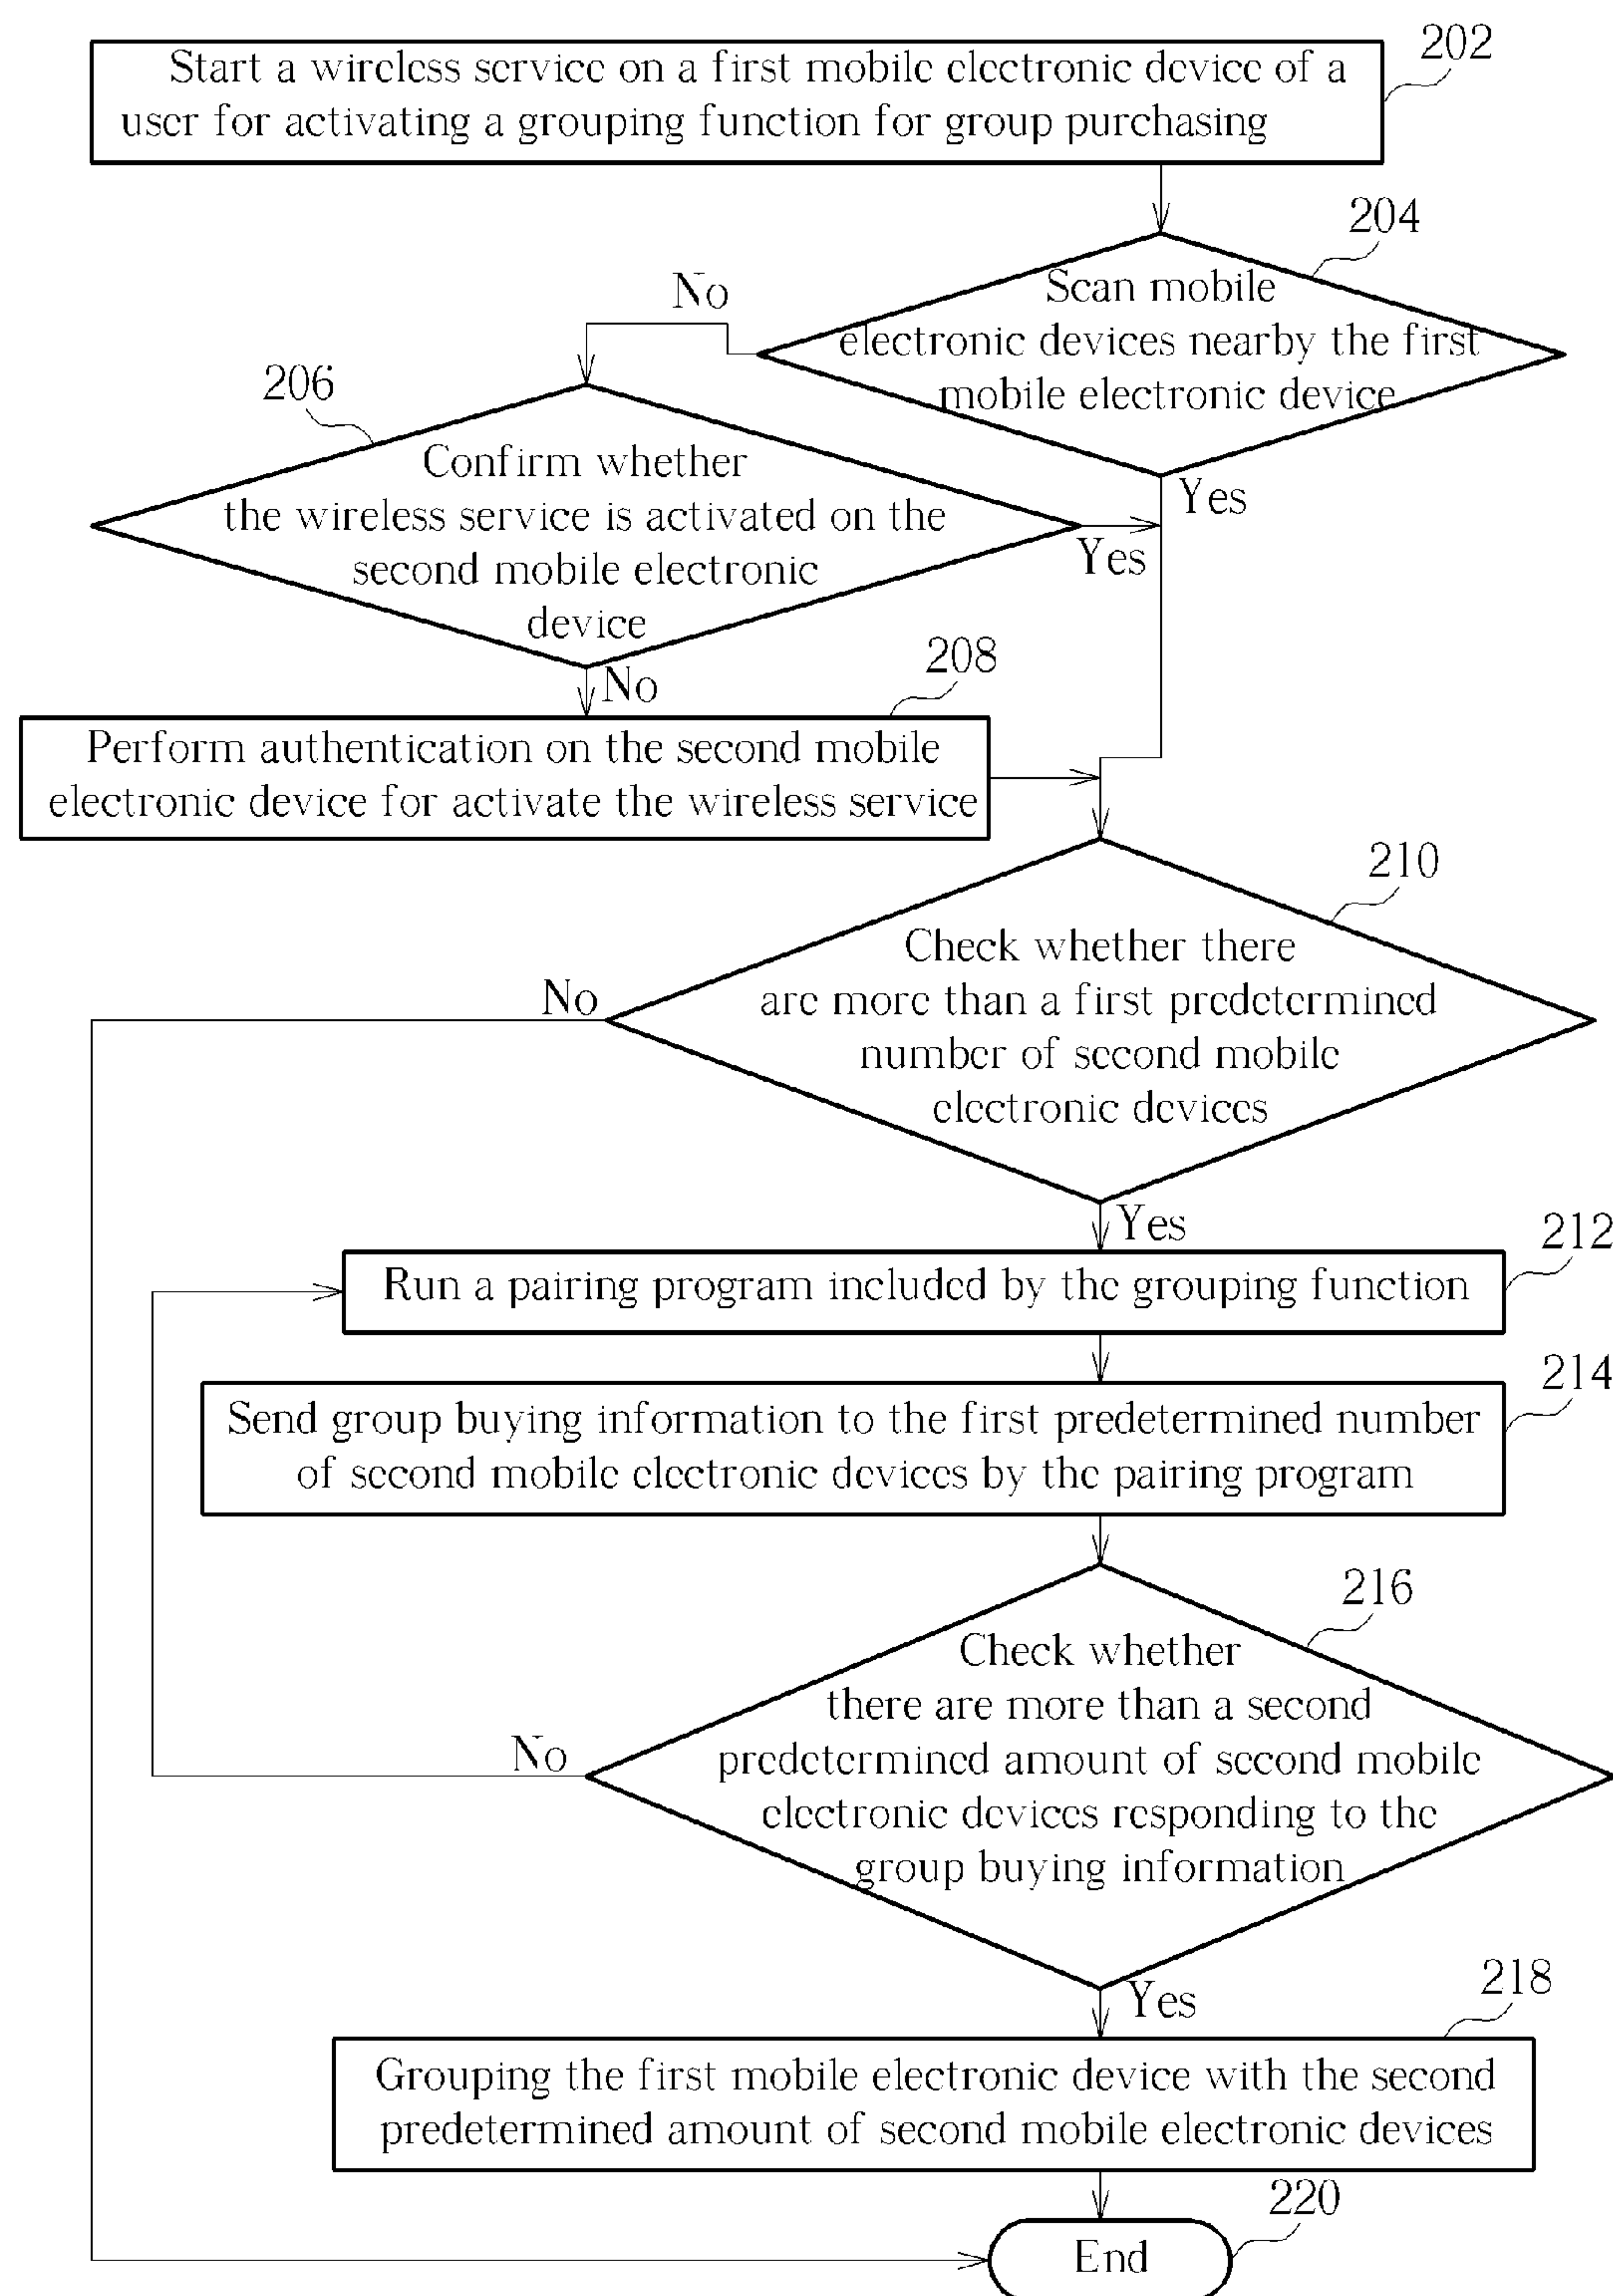 202
Start a wireless service on a first mobile electronic device of a
user for activating a grouping function for group purchasing
204
Scan mobile
electronic devices nearby the first
mobile electronic device
No
Yes
206
Confirm whether
the wireless service is activated on the
second mobile electronic
device
Yes
No
208
Perform authentication on the second mobile
electronic device for activate the wireless service
210
Check whether there
are more than a first predetermined
number of second mobile
electronic devices
No
Yes
212
Run a pairing program included by the grouping function
214
Send group buying information to the first predetermined number
of second mobile electronic devices by the pairing program
216
Check whether
there are more than a second
predetermined amount of second mobile
electronic devices responding to the
group buying information
No
Yes
218
Grouping the first mobile electronic device with the second
predetermined amount of second mobile electronic devices
220
End